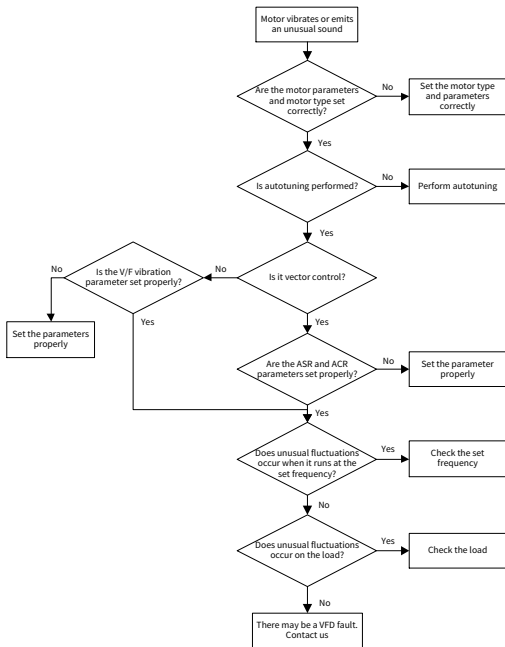 Motor vibrates or emits
an unusual sound
Are the motor parameters
and motor type set
correctly?
No
Set the motor type
and parameters
correctly
Yes
Is autotuning performed?
No
Perform autotuning
Yes
Is it vector control?
No
Is the V/F vibration
parameter set properly?
No
Set the parameters
properly
Yes
Yes
Are the ASR and ACR
parameters set properly?
No
Set the parameter
properly
Yes
Does unusual fluctuations
occur when it runs at the
set frequency?
Yes
Check the set
frequency
No
Does unusual fluctuations
occur on the load?
Yes
Check the load
No
There may be a VFD fault.
Contact us